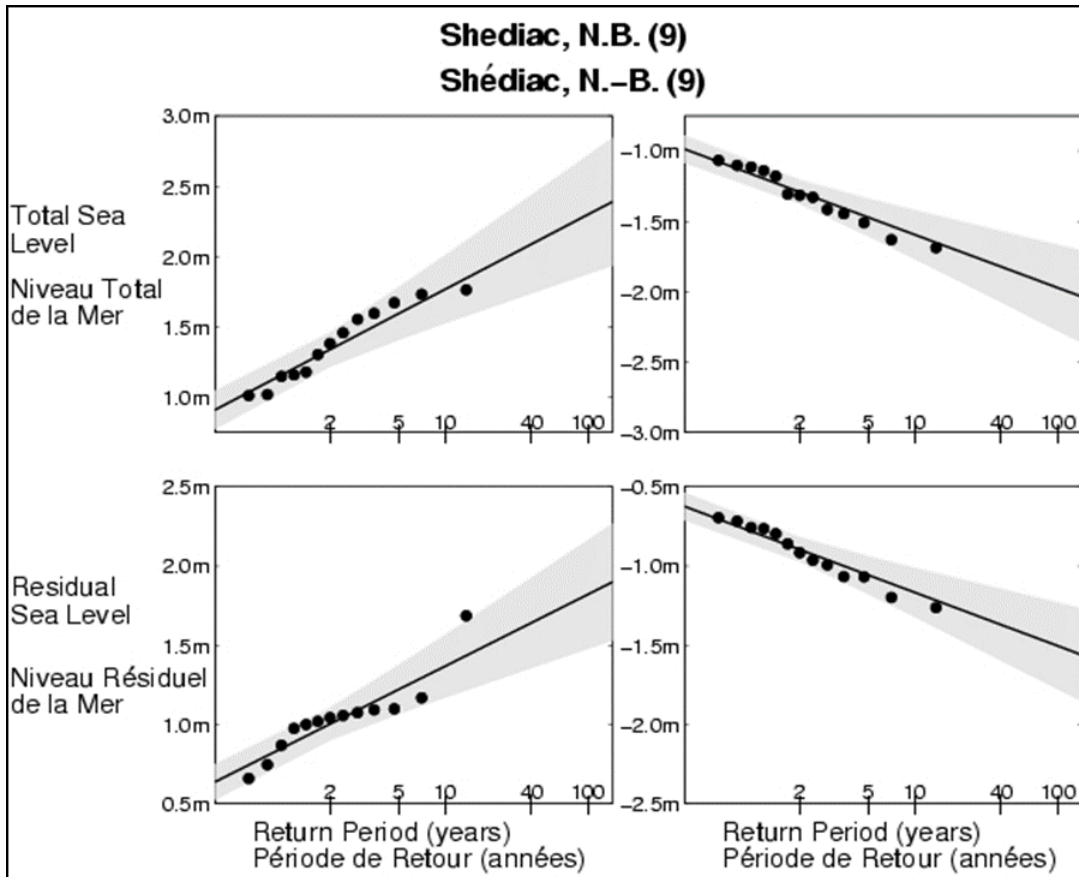 Shediac, N.B. (9)
Shédiac, N.–B. (9)
Total Sea
Level
Niveau Total
de la Mer
3.0m
2.5m
2.0m
1.5m
1.0m
2 5 10 40 100
−1.0m
−1.5m
−2.0m
−2.5m
−3.0m
2 5 10 40 100
Residual
Sea Level
Niveau Résiduel
de la Mer
2.5m
2.0m
1.5m
1.0m
0.5m
2 5 10 40 100
Return Period (years)
Période de Retour (années)
−0.5m
−1.0m
−1.5m
−2.0m
−2.5m
2 5 10 40 100
Return Period (years)
Période de Retour (années)